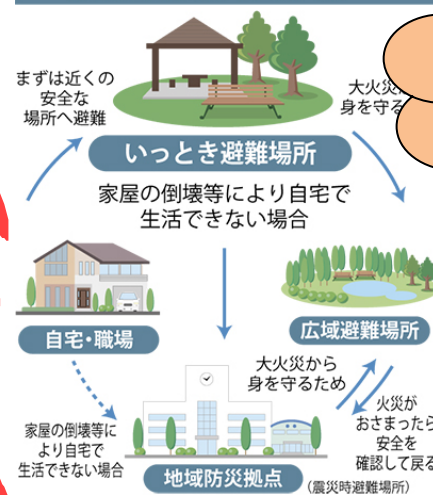 まずは近くの
安全な
場所へ避難
大火災
身を守る
いっとき避難場所
家屋の倒壊等により自宅で
生活できない場合
自宅・職場
広域避難場所
大火災から
身を守るため
火災が
おさまったら
安全を
確認して戻る
家屋の倒壊等に
より自宅で
生活できない場合
地域防災拠点
（震災時避難場所）